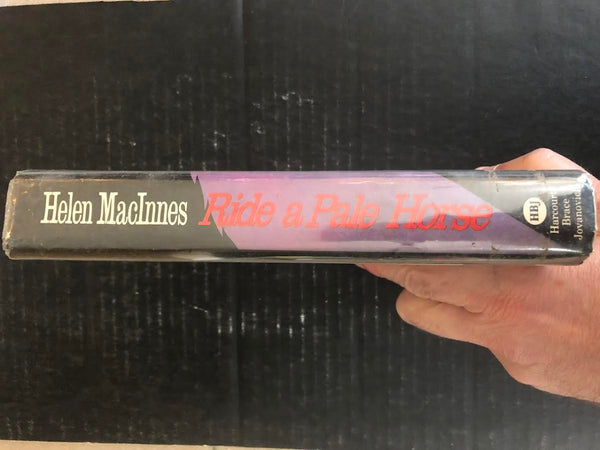 Helen MacInnes
Ride a Pale Horse
HBJ
Harcourt
Brace
Jovanovich